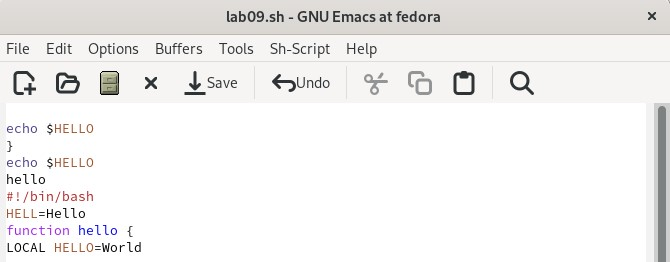 lab09.sh - GNU Emacs at fedora
File Edit Options Buffers Tools Sh-Script Help
Save Undo
echo $HELLO
}
echo $HELLO
hello
#!/bin/bash
HELL=Hello
function hello {
LOCAL HELLO=World